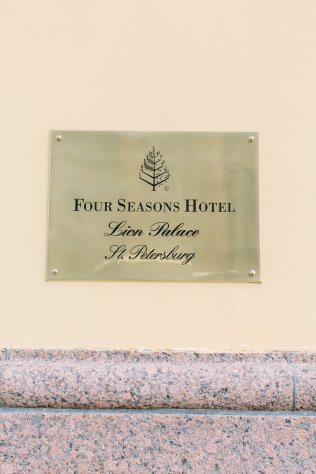 ®
FOUR SEASONS HOTEL
Lion Palace
St. Petersburg